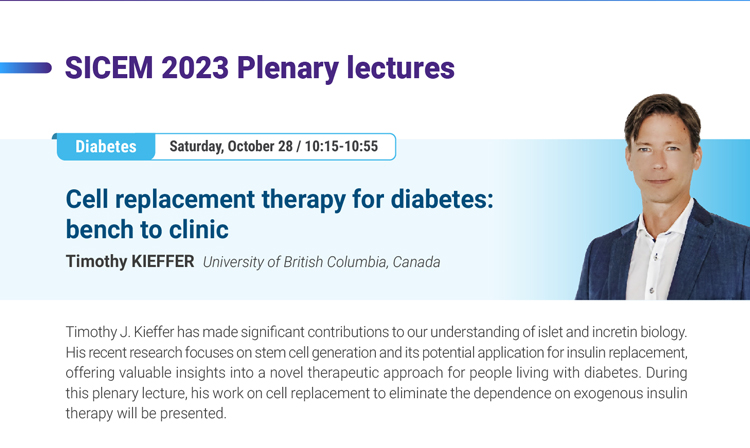 SICEM 2023 Plenary lectures
Diabetes
Saturday, October 28 / 10:15-10:55
Cell replacement therapy for diabetes:
bench to clinic
Timothy KIEFFER University of British Columbia, Canada
Timothy J. Kieffer has made significant contributions to our understanding of islet and incretin biology.
His recent research focuses on stem cell generation and its potential application for insulin replacement,
offering valuable insights into a novel therapeutic approach for people living with diabetes. During
this plenary lecture, his work on cell replacement to eliminate the dependence on exogenous insulin
therapy will be presented.